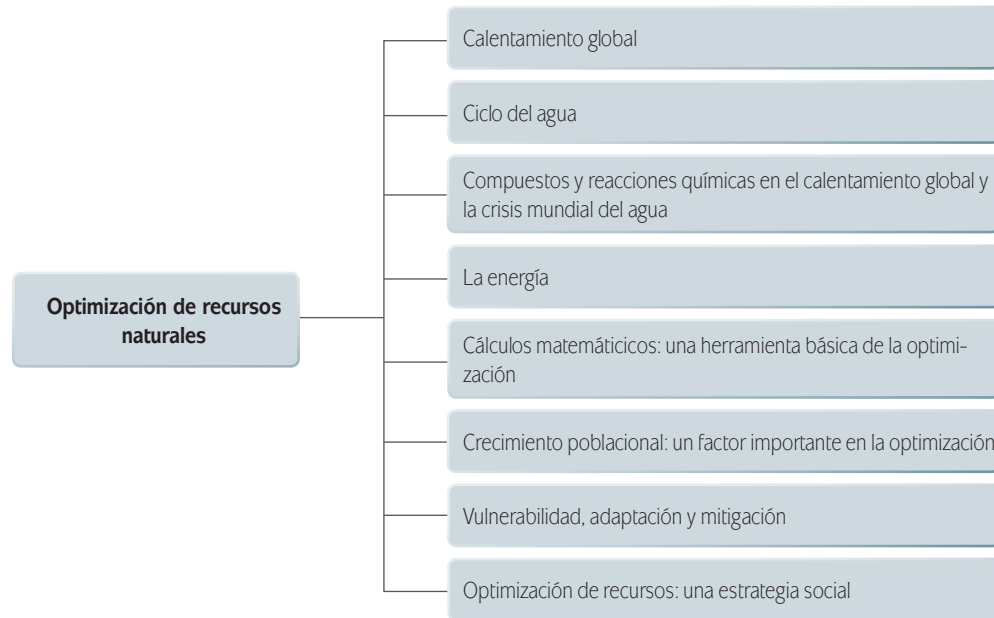 Calentamiento global
Ciclo del agua
Compuestos y reacciones químicas en el calentamiento global y
la crisis mundial del agua
La energía
Optimización de recursos
naturales
Cálculos matemáticicos: una herramienta básica de la optimi-
zación
Crecimiento poblacional: un factor importante en la optimización
Vulnerabilidad, adaptación y mitigación
Optimización de recursos: una estrategia social